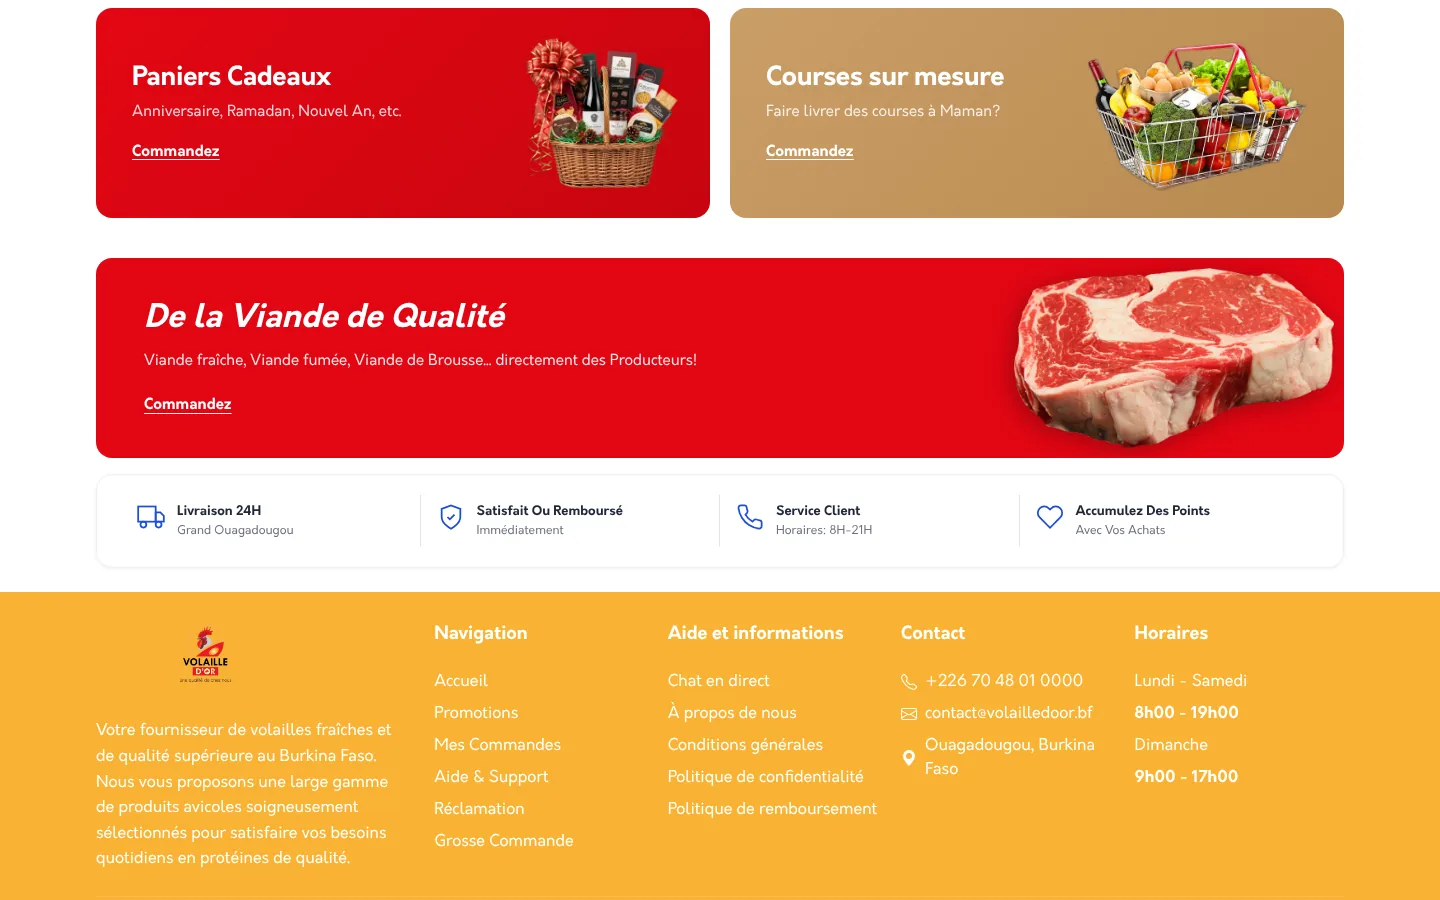 Paniers Cadeaux
Anniversaire, Ramadan, Nouvel An, etc.
Commandez
Courses sur mesure
Faire livrer des courses à Maman?
Commandez
De la Viande de Qualité
Viande fraîche, Viande fumée, Viande de Brousse... directement des Producteurs!
Commandez
Livraison 24H
Grand Ouagadougou
Satisfait Ou Remboursé
Immédiatement
Service Client
Horaires: 8H-21H
Accumulez Des Points
Avec Vos Achats
VOLAILLE
D'OR
Votre fournisseur de volailles fraîches et
de qualité supérieure au Burkina Faso.
Nous vous proposons une large gamme
de produits avicoles soigneusement
sélectionnés pour satisfaire vos besoins
quotidiens en protéines de qualité.
Navigation
Accueil
Promotions
Mes Commandes
Aide & Support
Réclamation
Grosse Commande
Aide et informations
Chat en direct
À propos de nous
Conditions générales
Politique de confidentialité
Politique de remboursement
Contact
+226 70 48 01 0000
contact@volailledoor.bf
Ouagadougou, Burkina
Faso
Horaires
Lundi - Samedi
8h00 - 19h00
Dimanche
9h00 - 17h00